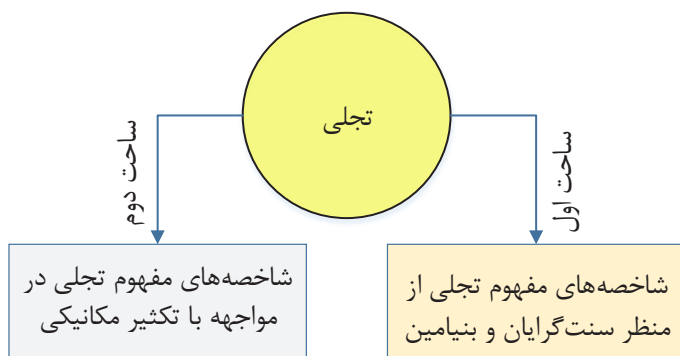 تجلی
ساحت اول
ساحت دوم
شاخصه‌های مفهوم تجلی از
منظر سنت‌گرایان و بنیامین
شاخصه‌های مفهوم تجلی در
مواجهه با تکثیر مکانیکی